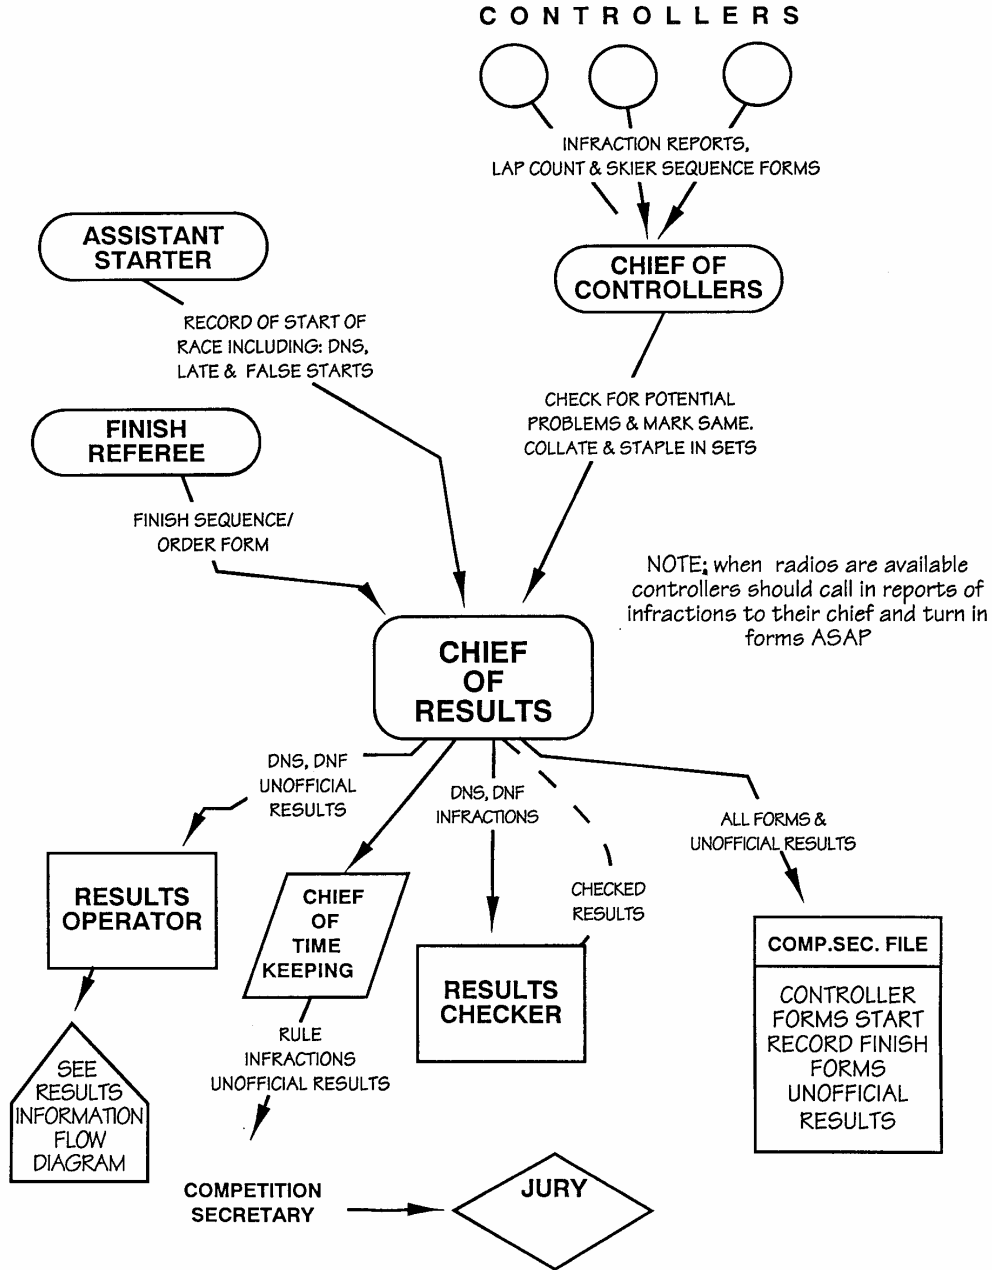 CONTROLLERS
INFRACTION REPORTS,
LAP COUNT & SKIER SEQUENCE FORMS
ASSISTANT
STARTER
CHIEF OF
CONTROLLERS
RECORD OF START OF
RACE INCLUDING: DNS,
LATE & FALSE STARTS
CHECK FOR POTENTIAL
PROBLEMS & MARK SAME.
COLLATE & STAPLE IN SETS
FINISH
REFEREE
FINISH SEQUENCE/
ORDER FORM
NOTE: when radios are available
controllers should call in reports of
infractions to their chief and turn in
forms ASAP
CHIEF
OF
RESULTS
DNS, DNF
UNOFFICIAL
RESULTS
DNS, DNF
INFRACTIONS
ALL FORMS &
UNOFFICIAL RESULTS
RESULTS
OPERATOR
CHIEF
OF
TIME
KEEPING
CHECKED
RESULTS
RESULTS
CHECKER
COMP.SEC. FILE
CONTROLLER
FORMS START
RECORD FINISH
FORMS
UNOFFICIAL
RESULTS
SEE
RESULTS
INFORMATION
FLOW
DIAGRAM
RULE
INFRACTIONS
UNOFFICIAL RESULTS
COMPETITION
SECRETARY
JURY